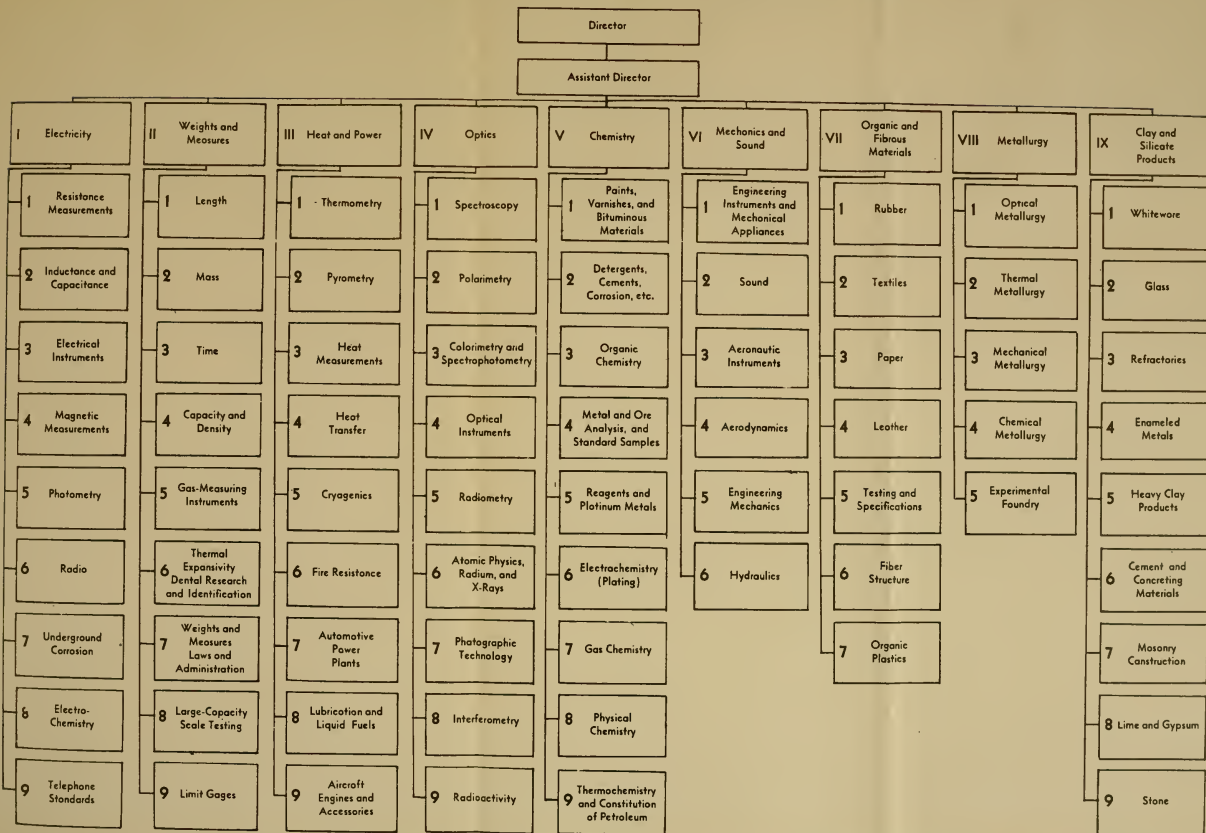 Director
Assistant Director
I Electricity
1 Resistance
Measurements
2 Inductance and
Capacitance
3 Electrical
Instruments
4 Magnetic
Measurements
5 Photometry
6 Radio
7 Underground
Corrosion
8 Electro-
Chemistry
9 Telephone
Standards
II Weights and
Measures
1 Length
2 Mass
3 Time
4 Capacity and
Density
5 Gas-Measuring
Instruments
6 Thermal
Expansivity
Dental Research
and Identification
7 Weights and
Measures
Laws and
Administration
8 Large-Capacity
Scale Testing
9 Limit Gages
III Heat and Power
1 Thermometry
2 Pyrometry
3 Heat
Measurements
4 Heat
Transfer
5 Cryogenics
6 Fire Resistance
7 Automotive
Power
Plants
8 Lubrication and
Liquid Fuels
9 Aircraft
Engines and
Accessories
IV Optics
1 Spectroscopy
2 Polarimetry
3 Colorimetry and
Spectrophotometry
4 Optical
Instruments
5 Radiometry
6 Atomic Physics,
Radium, and
X-Rays
7 Photographic
Technology
8 Interferometry
9 Radioactivity
V Chemistry
1 Paints,
Varnishes, and
Bituminous
Materials
2 Detergents,
Cements,
Corrosion, etc.
3 Organic
Chemistry
4 Metal and Ore
Analysis, and
Standard Samples
5 Reagents and
Platinum Metals
6 Electrochemistry
(Plating)
7 Gas Chemistry
8 Physical
Chemistry
9 Thermochemistry
and Constitution
of Petroleum
VI Mechanics and
Sound
1 Engineering
Instruments and
Mechanical
Appliances
2 Sound
3 Aeronautic
Instruments
4 Aerodynamics
5 Engineering
Mechanics
6 Hydraulics
VII Organic and
Fibrous
Materials
1 Rubber
2 Textiles
3 Paper
4 Leather
5 Testing and
Specifications
6 Fiber
Structure
7 Organic
Plastics
VIII Metallurgy
1 Optical
Metallurgy
2 Thermal
Metallurgy
3 Mechanical
Metallurgy
4 Chemical
Metallurgy
5 Experimental
Foundry
IX Clay and
Silicate
Products
1 Whiteware
2 Glass
3 Refractories
4 Enameled
Metals
5 Heavy Clay
Products
6 Cement and
Concreting
Materials
7 Masonry
Construction
8 Lime and Gypsum
9 Stone